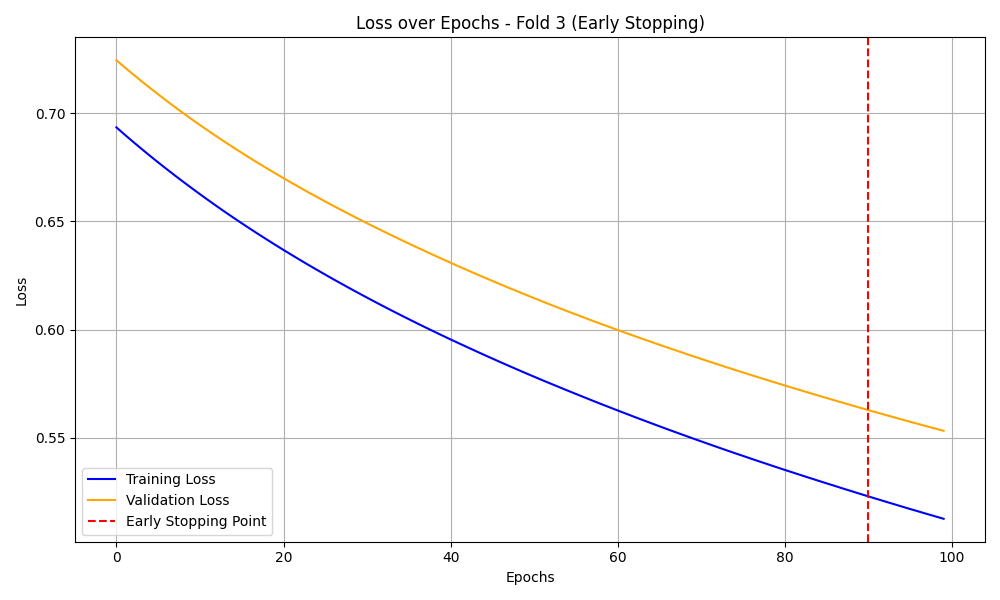 Loss over Epochs - Fold 3 (Early Stopping)
0.70
0.65
0.60
0.55
Loss
Training Loss
Validation Loss
Early Stopping Point
0 20 40 60 80 100
Epochs